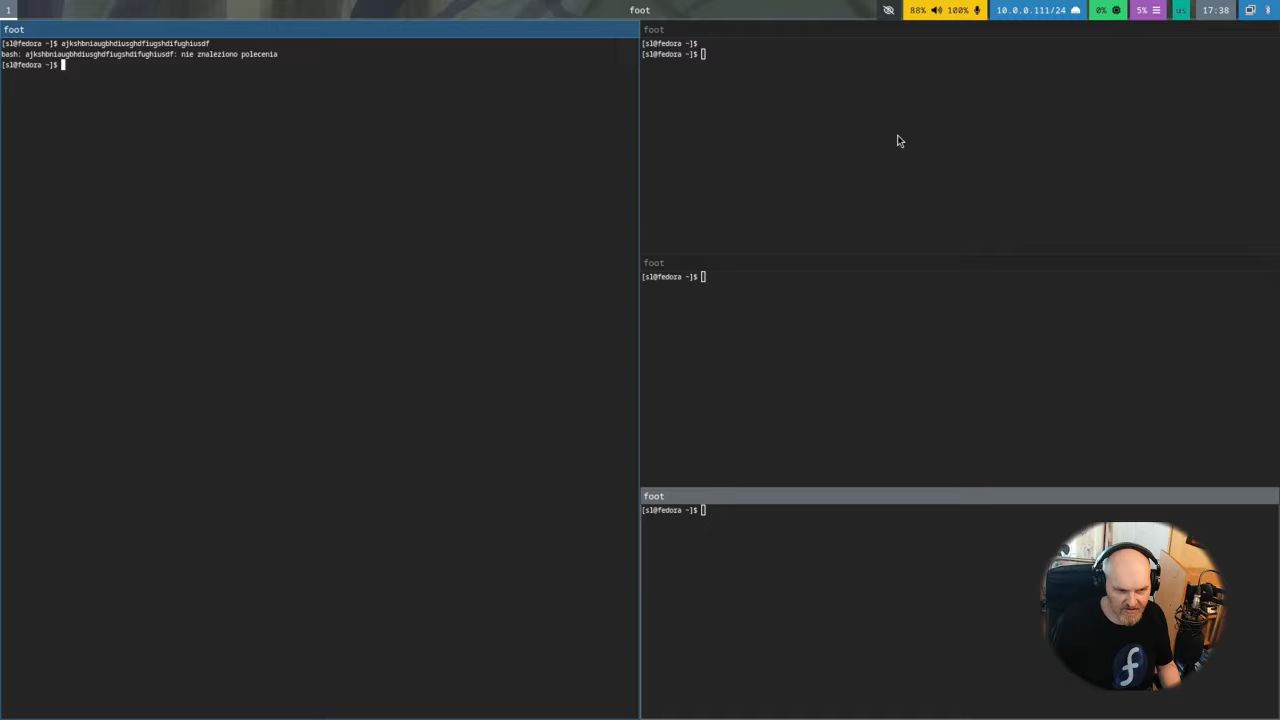 1
foot
88% 100%
10.0.0.111/24
0%
5%
us
17:38
foot
[sl@fedora ~]$ ajkshbniaugbhdiusghdfiugshdifughiusdf
bash: ajkshbniaugbhdiusghdfiugshdifughiusdf: nie znaleziono polecenia
[sl@fedora ~]$
foot
[sl@fedora ~]$
[sl@fedora ~]$
foot
[sl@fedora ~]$
foot
[sl@fedora ~]$